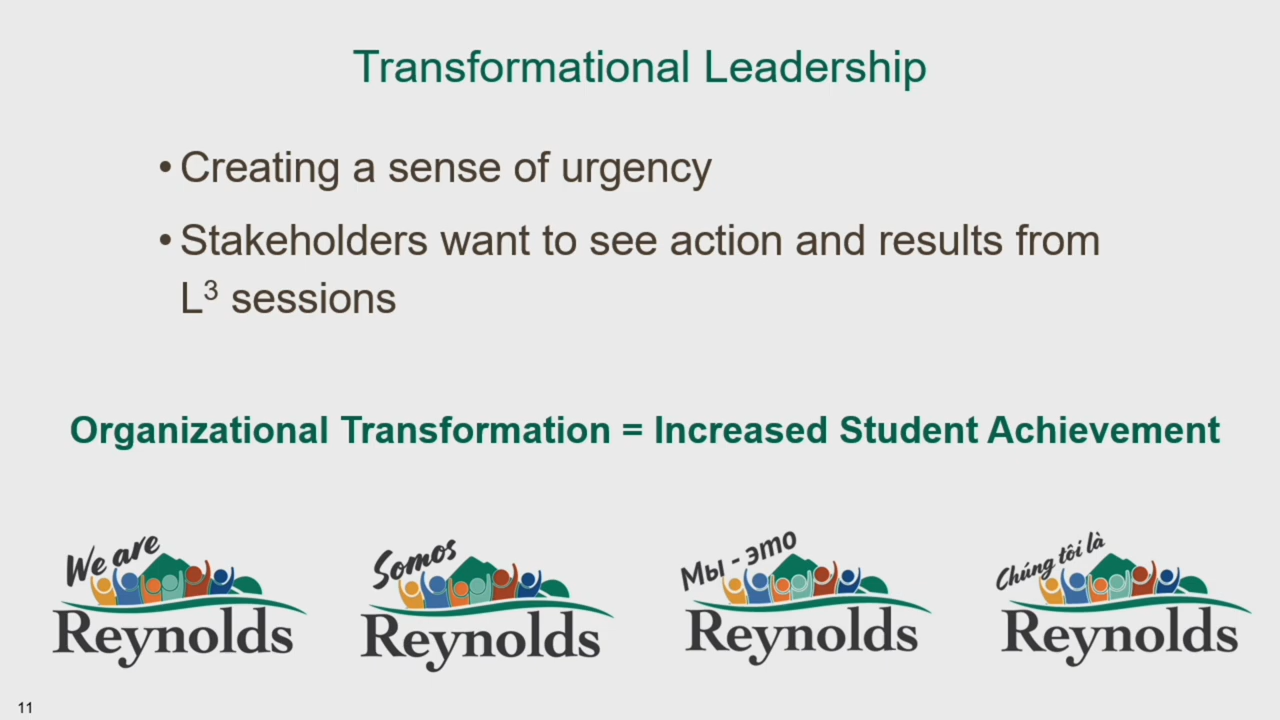 Transformational Leadership
• Creating a sense of urgency
• Stakeholders want to see action and results from
L³ sessions
Organizational Transformation = Increased Student Achievement
We are
Reynolds
Somos
Reynolds
Мы - это
Reynolds
Chúng tôi là
Reynolds
11